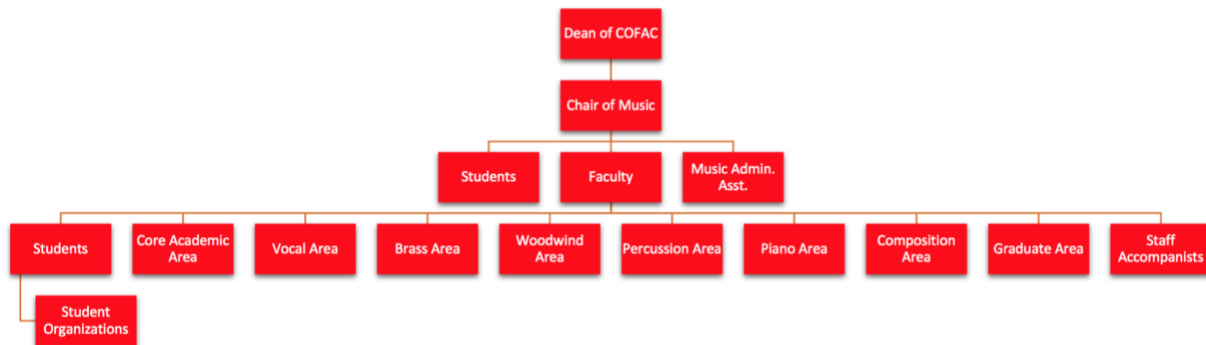 Dean of COFAC
Chair of Music
Students
Faculty
Music Admin.
Asst.
Students
Core Academic
Area
Vocal Area
Brass Area
Woodwind
Area
Percussion Area
Piano Area
Composition
Area
Graduate Area
Staff
Accompanists
Student
Organizations